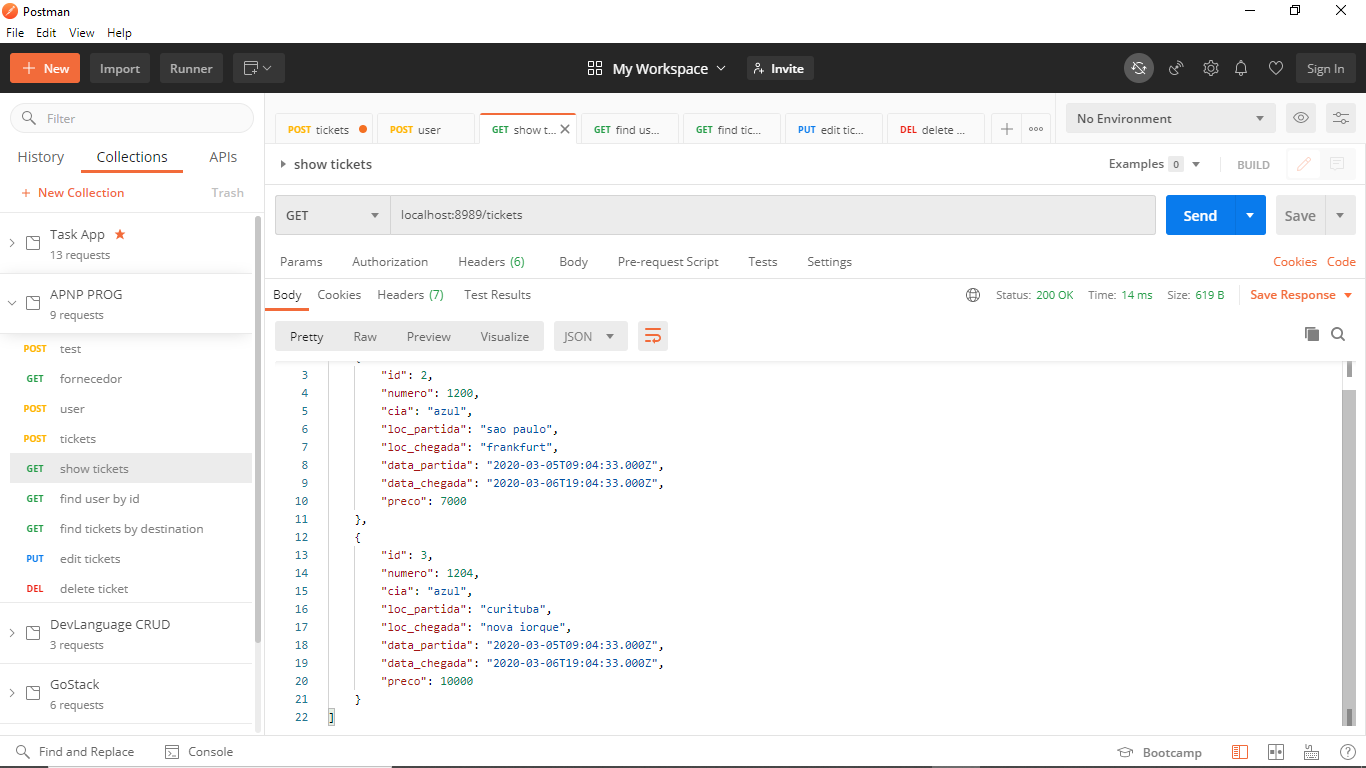 Postman
File Edit View Help
New Import Runner My Workspace Invite Sign In
Filter
History Collections APIs
New Collection Trash
Task App
13 requests
APNP PROG
9 requests
POST test
GET fornecedor
POST user
POST tickets
GET show tickets
GET find user by id
GET find tickets by destination
PUT edit tickets
DEL delete ticket
DevLanguage CRUD
3 requests
GoStack
6 requests
POST tickets POST user GET show t... GET find us... GET find tic... PUT edit tic... DEL delete ...
No Environment
show tickets Examples 0 BUILD
GET localhost:8989/tickets Send Save
Params Authorization Headers (6) Body Pre-request Script Tests Settings Cookies Code
Body Cookies Headers (7) Test Results Status: 200 OK Time: 14 ms Size: 619 B Save Response
Pretty Raw Preview Visualize JSON
3 "id": 2,
4 "numero": 1200,
5 "cia": "azul",
6 "loc_partida": "sao paulo",
7 "loc_chegada": "frankfurt",
8 "data_partida": "2020-03-05T09:04:33.000Z",
9 "data_chegada": "2020-03-06T19:04:33.000Z",
10 "preco": 7000
11 },
12 {
13 "id": 3,
14 "numero": 1204,
15 "cia": "azul",
16 "loc_partida": "curituba",
17 "loc_chegada": "nova iorque",
18 "data_partida": "2020-03-05T09:04:33.000Z",
19 "data_chegada": "2020-03-06T19:04:33.000Z",
20 "preco": 10000
21 }
22 ]
Find and Replace Console Bootcamp